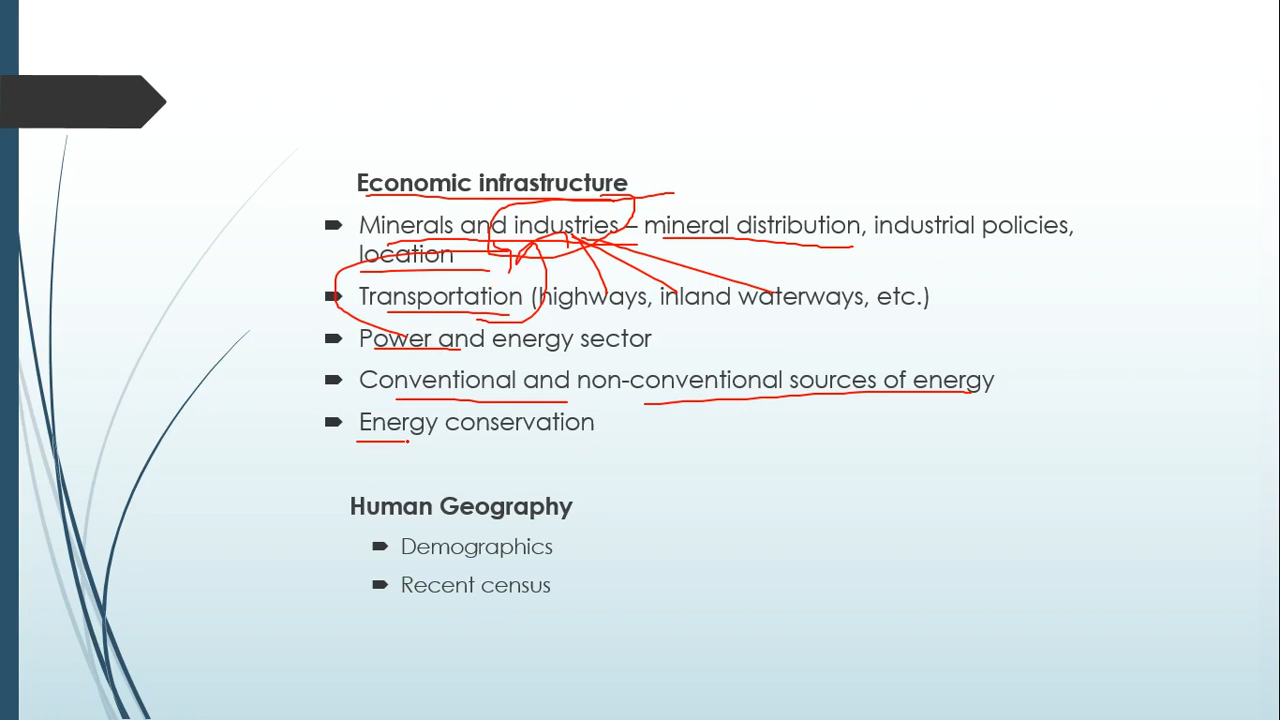 Economic infrastructure
Minerals and industries – mineral distribution, industrial policies,
location
Transportation (highways, inland waterways, etc.)
Power and energy sector
Conventional and non-conventional sources of energy
Energy conservation
Human Geography
Demographics
Recent census